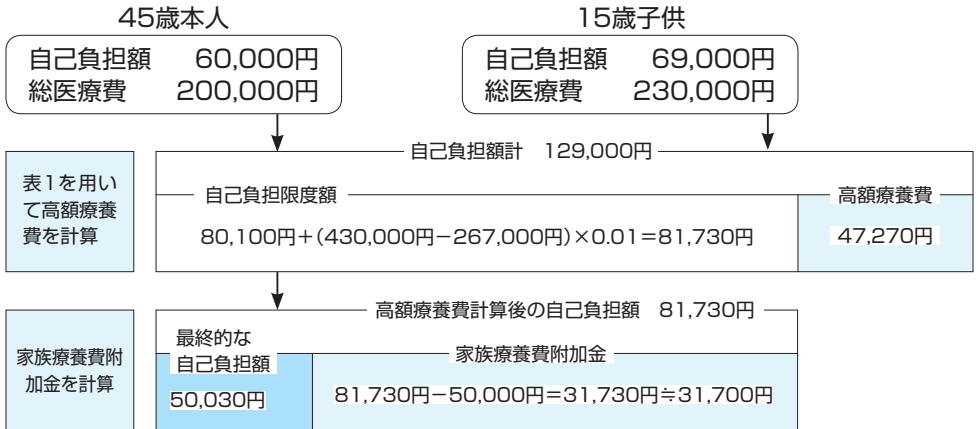 45歳本人
自己負担額 60,000円
総医療費 200,000円
15歳子供
自己負担額 69,000円
総医療費 230,000円
表1を用い
て高額療養
費を計算
自己負担額計 129,000円
自己負担限度額
80,100円+(430,000円−267,000円)×0.01=81,730円
高額療養費
47,270円
家族療養費附
加金を計算
高額療養費計算後の自己負担額 81,730円
最終的な
自己負担額
50,030円
家族療養費附加金
81,730円−50,000円=31,730円≒31,700円